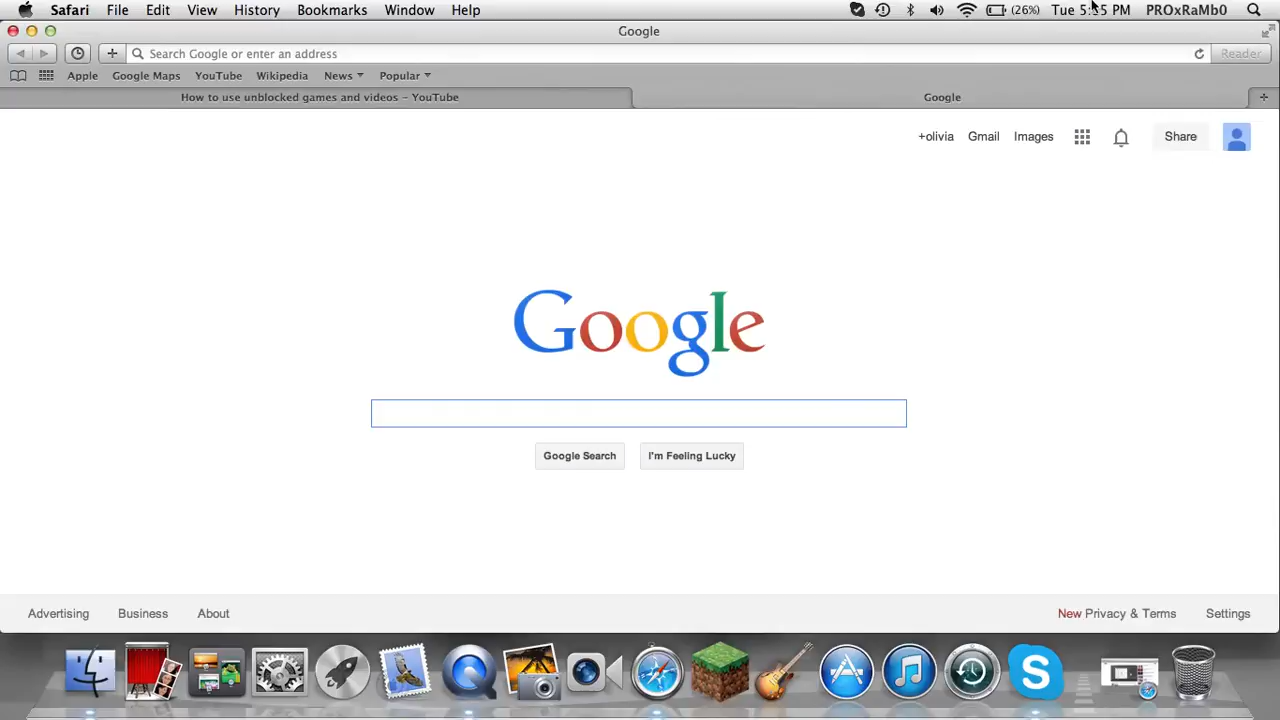 Safari File Edit View History Bookmarks Window Help (26%) PROxRaMb0
Google
Search Google or enter an address Reader
Apple Google Maps YouTube Wikipedia News Popular
How to use unblocked games and videos – YouTube Google
+olivia Gmail Images Share
Google
Google Search I'm Feeling Lucky
Advertising Business About New Privacy & Terms Settings